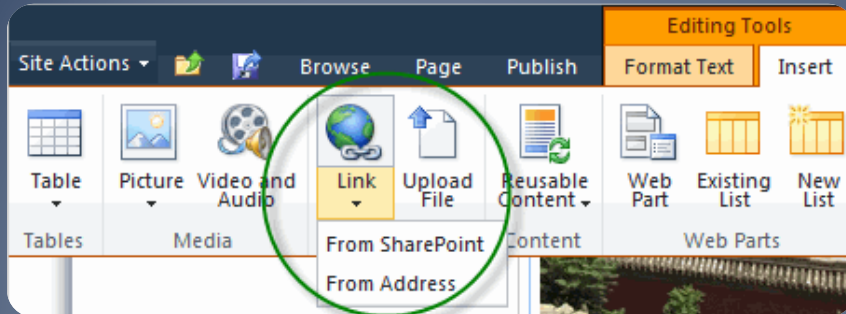 Editing Tools
Site Actions
Browse
Page
Publish
Format Text
Insert
Table
Picture
Video and
Audio
Link
Upload
File
Reusable
Content
Web
Part
Existing
List
New
List
Tables
Media
Content
Web Parts
From SharePoint
From Address